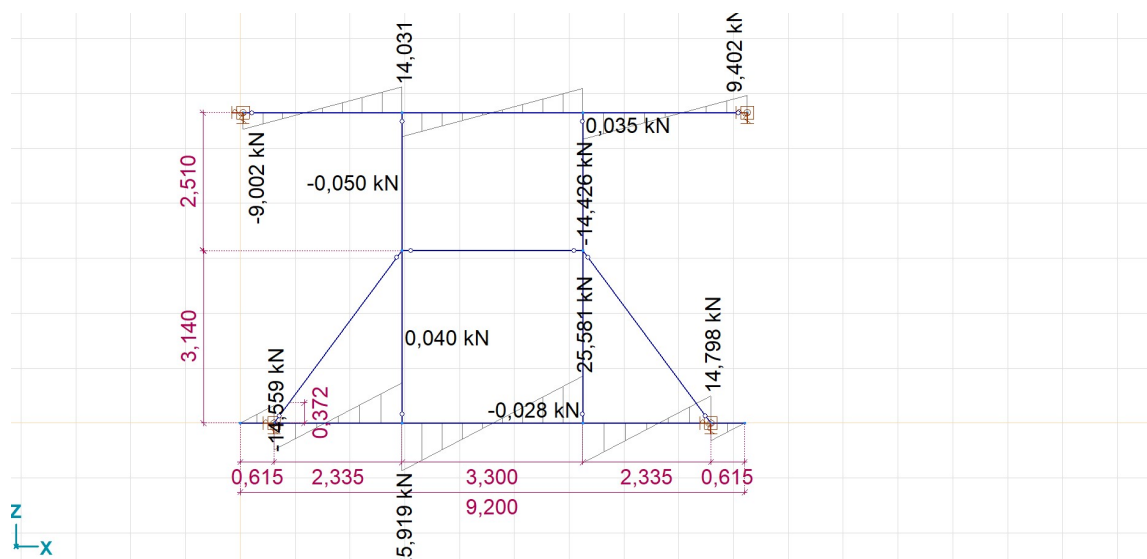 14,031
9,402 kN
0,035 kN
-9,002 kN
-0,050 kN
-14,426 kN
2,510
3,140
0,040 kN
25,581 kN
14,798 kN
-14,559 kN
0,372
-0,028 kN
0,615
2,335
3,300
2,335
0,615
9,200
5,919 kN
Z
X